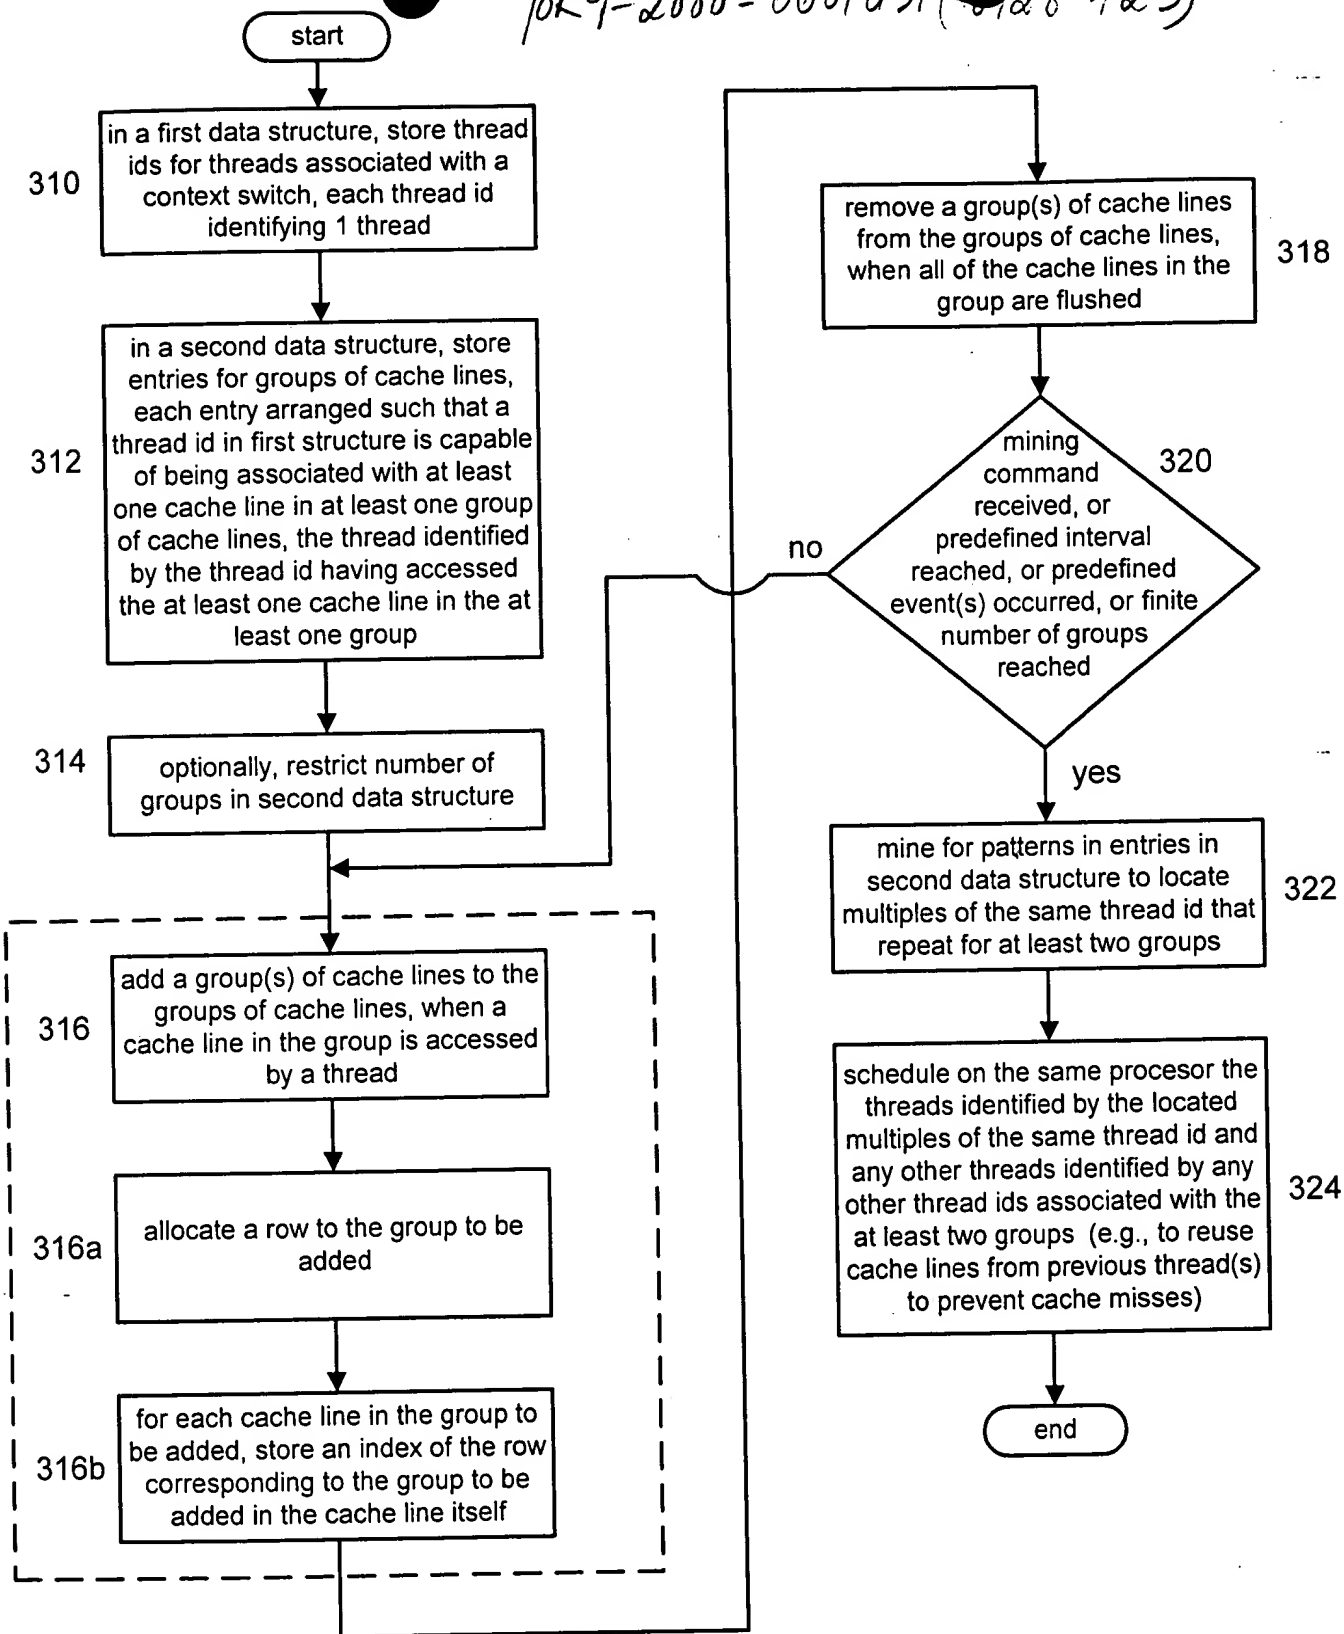 start
310
in a first data structure, store thread
ids for threads associated with a
context switch, each thread id
identifying 1 thread
312
in a second data structure, store
entries for groups of cache lines,
each entry arranged such that a
thread id in first structure is capable
of being associated with at least
one cache line in at least one group
of cache lines, the thread identified
by the thread id having accessed
the at least one cache line in the at
least one group
314
optionally, restrict number of
groups in second data structure
316
add a group(s) of cache lines to the
groups of cache lines, when a
cache line in the group is accessed
by a thread
316a
allocate a row to the group to be
added
316b
for each cache line in the group to
be added, store an index of the row
corresponding to the group to be
added in the cache line itself
318
remove a group(s) of cache lines
from the groups of cache lines,
when all of the cache lines in the
group are flushed
320
mining
command
received, or
predefined interval
reached, or predefined
event(s) occurred, or finite
number of groups
reached
no
yes
322
mine for patterns in entries in
second data structure to locate
multiples of the same thread id that
repeat for at least two groups
324
schedule on the same procesor the
threads identified by the located
multiples of the same thread id and
any other threads identified by any
other thread ids associated with the
at least two groups (e.g., to reuse
cache lines from previous thread(s)
to prevent cache misses)
end